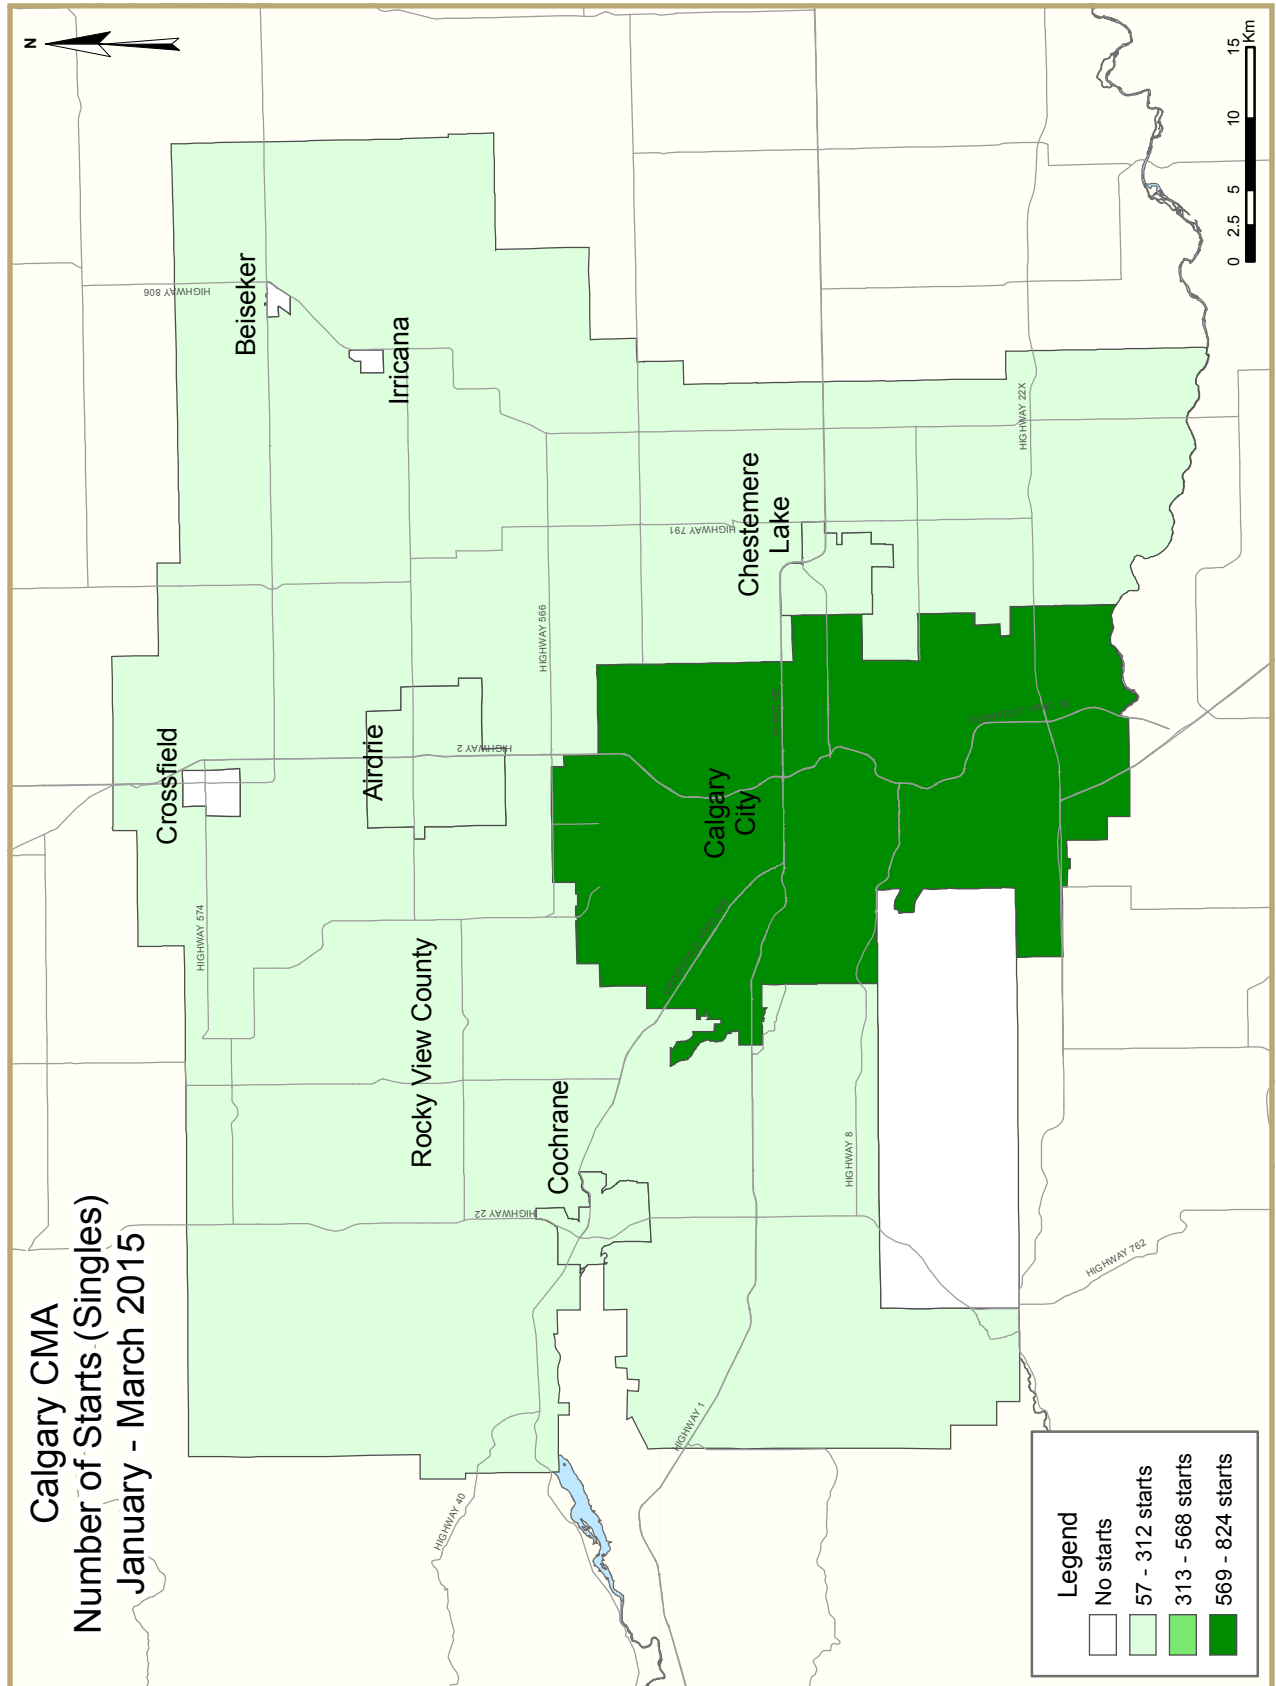 Calgary CMA
Number of Starts (Singles)
January - March 2015
N
Crossfield
Beiseker
Irricana
Airdrie
Rocky View County
Cochrane
Calgary
City
Chestemere
Lake
HIGHWAY 806
HIGHWAY 574
HIGHWAY 2
HIGHWAY 566
HIGHWAY 791
HIGHWAY 22
HIGHWAY 22X
HIGHWAY 8
HIGHWAY 1
HIGHWAY 40
HIGHWAY 762
Legend
No starts
57 - 312 starts
313 - 568 starts
569 - 824 starts
0 2.5 5 10 15
Km